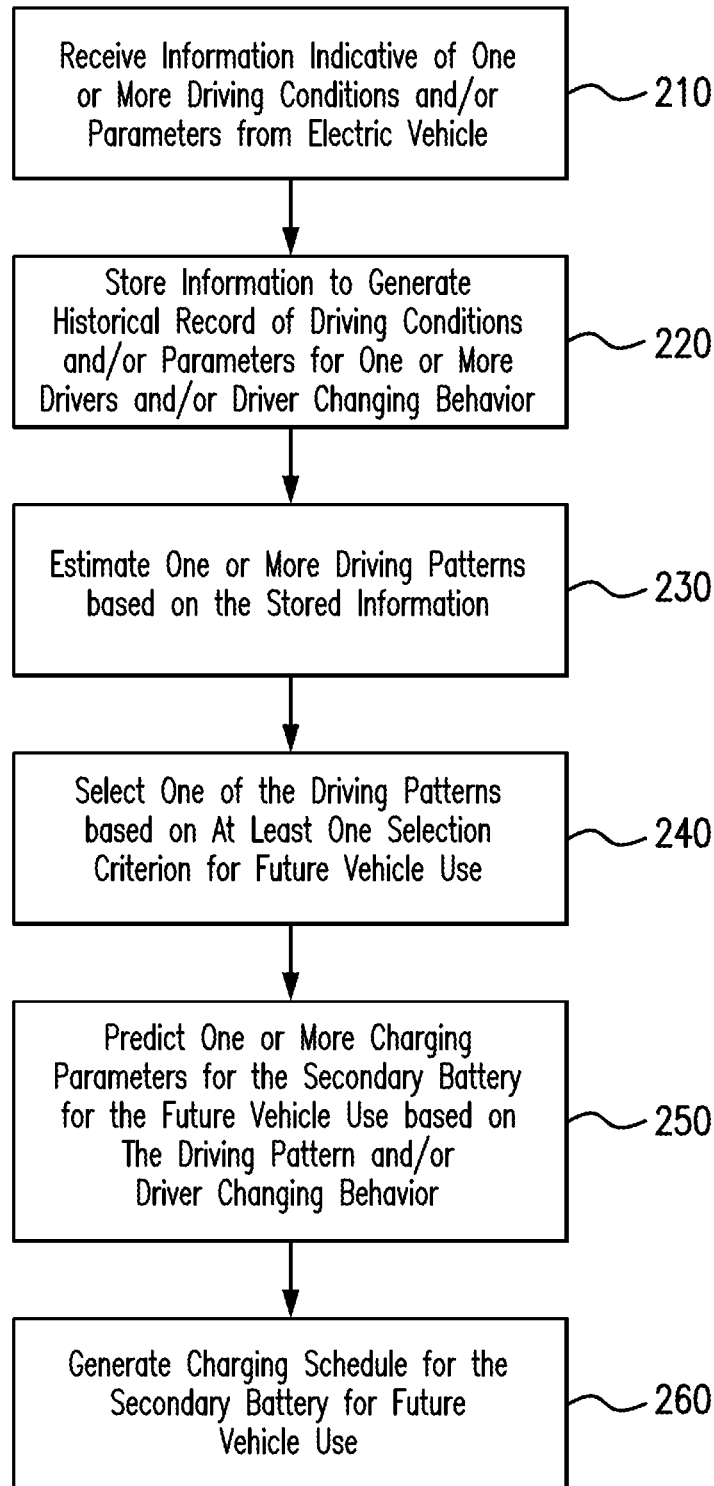 Receive Information Indicative of One
or More Driving Conditions and/or
Parameters from Electric Vehicle
210
Store Information to Generate
Historical Record of Driving Conditions
and/or Parameters for One or More
Drivers and/or Driver Changing Behavior
220
Estimate One or More Driving Patterns
based on the Stored Information
230
Select One of the Driving Patterns
based on At Least One Selection
Criterion for Future Vehicle Use
240
Predict One or More Charging
Parameters for the Secondary Battery
for the Future Vehicle Use based on
The Driving Pattern and/or
Driver Changing Behavior
250
Generate Charging Schedule for the
Secondary Battery for Future
Vehicle Use
260